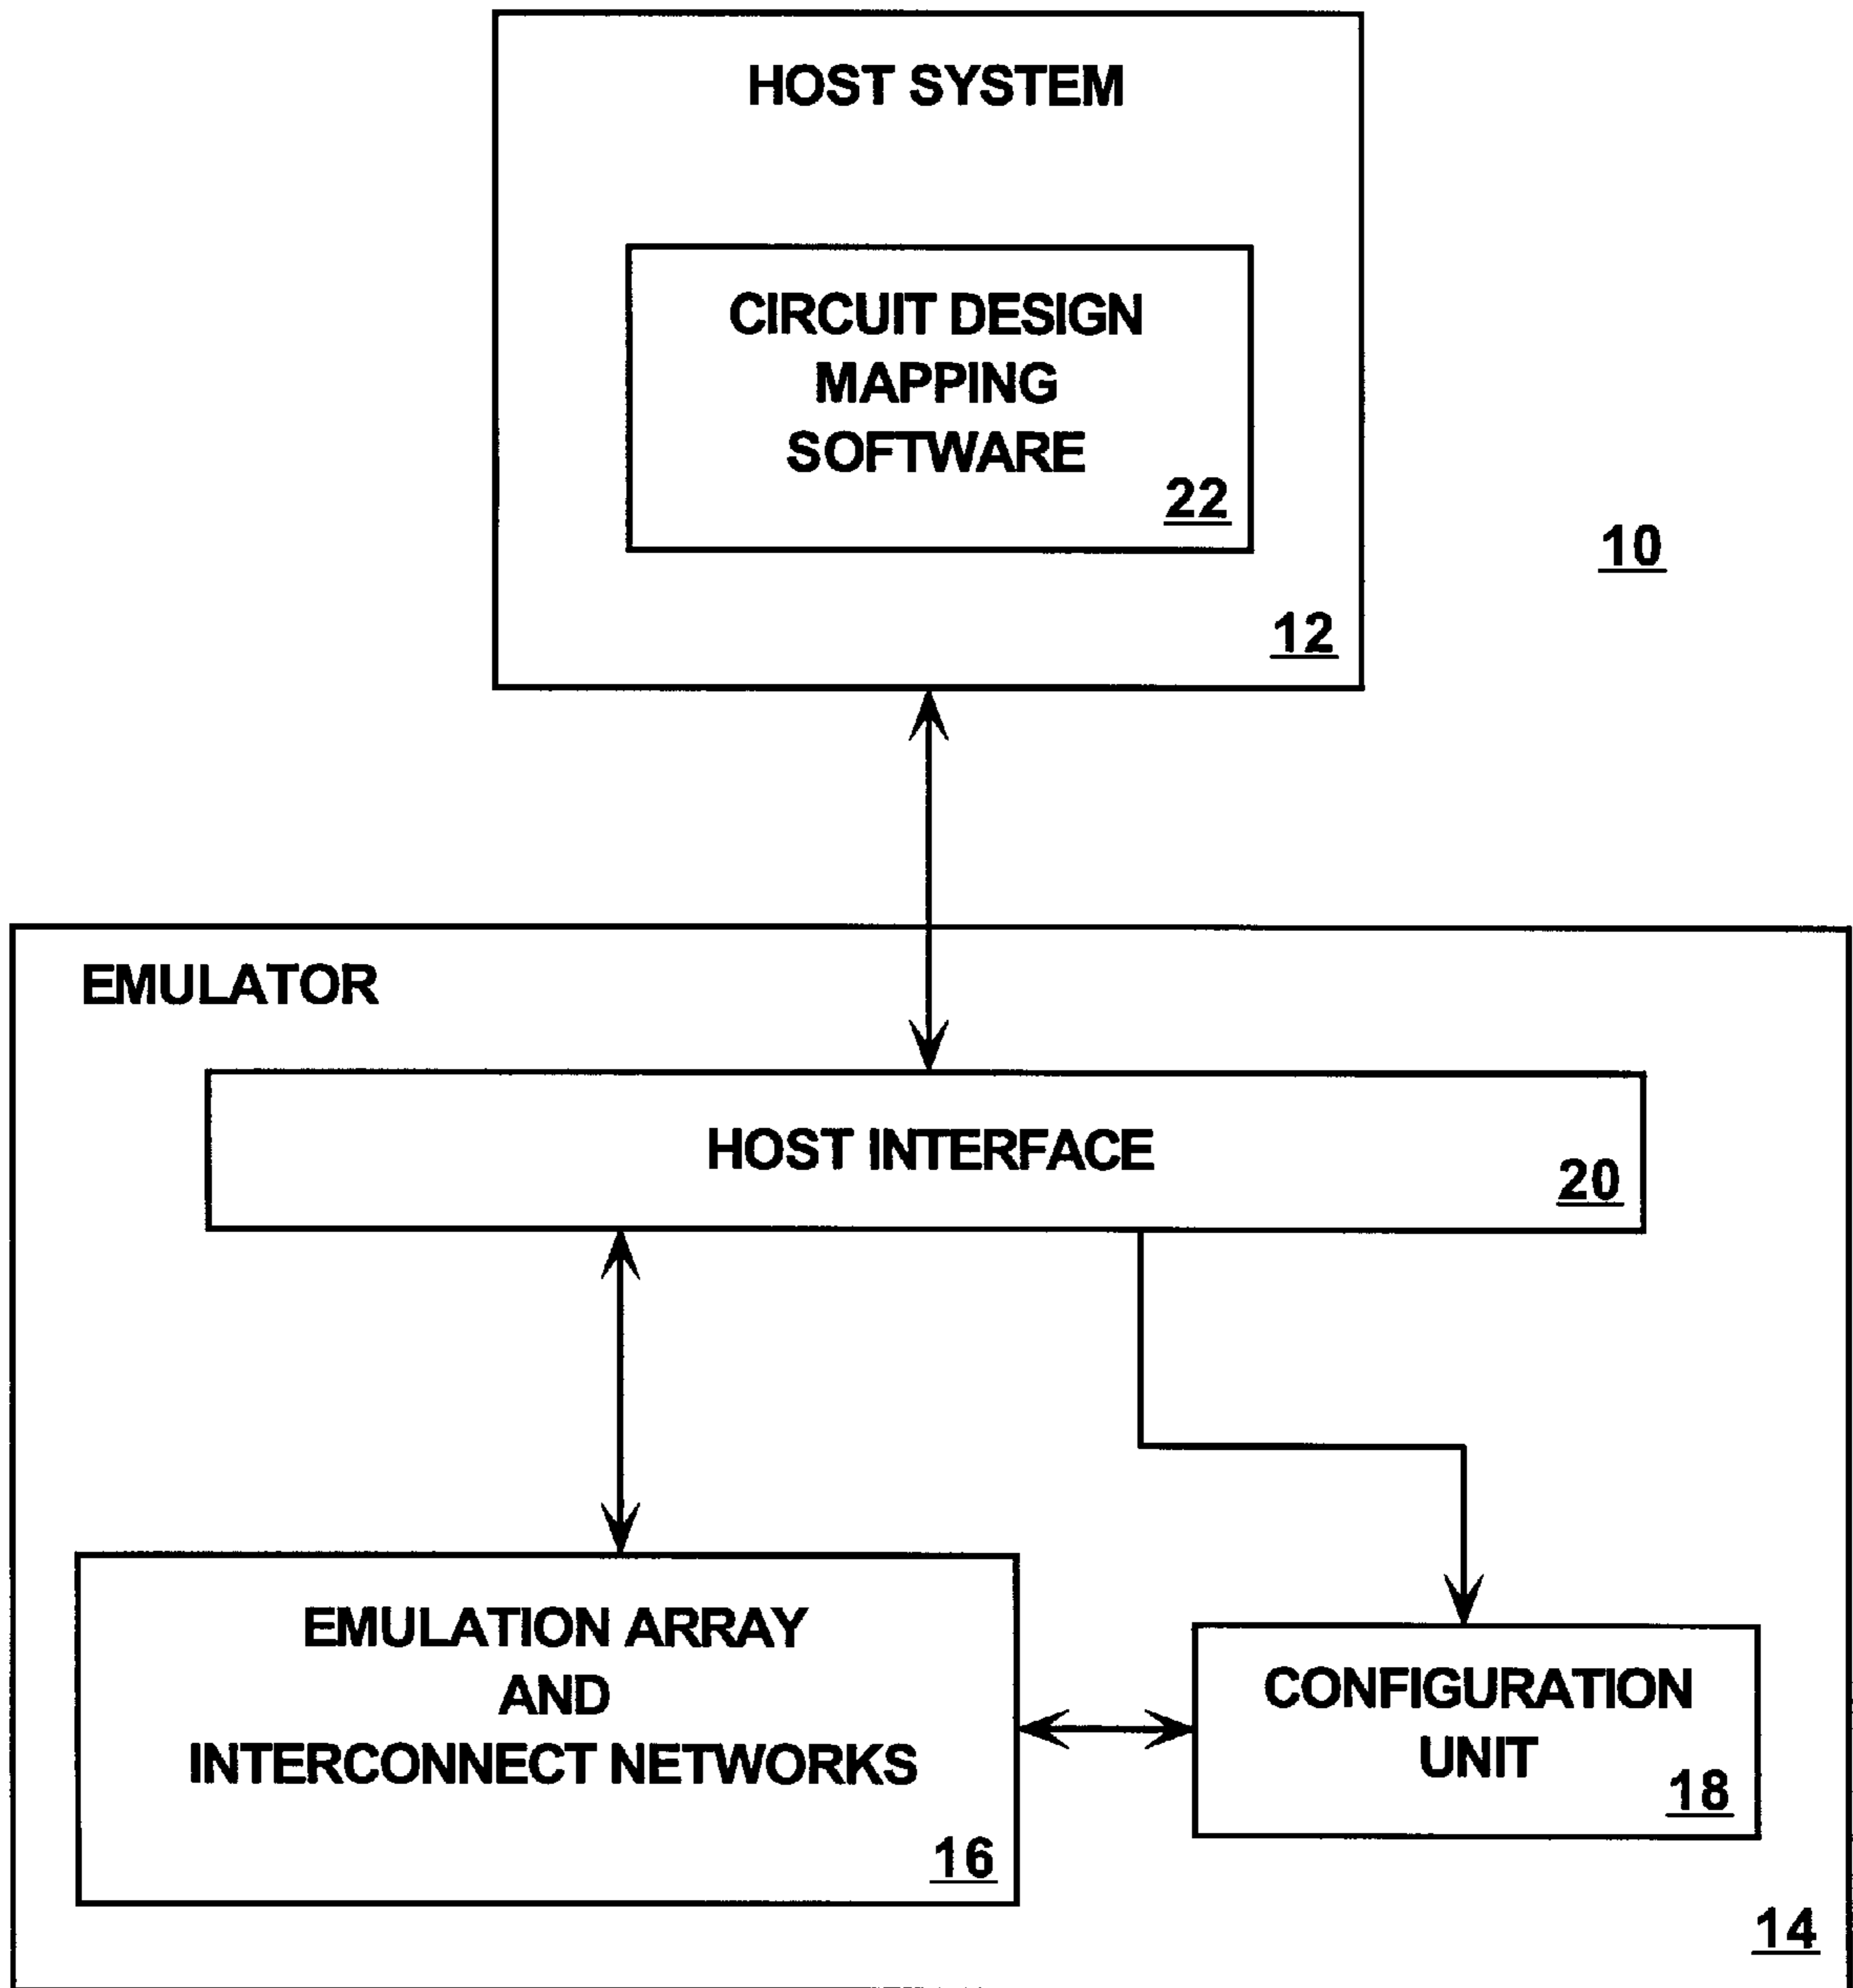 HOST SYSTEM
CIRCUIT DESIGN
MAPPING
SOFTWARE
22
10
12
EMULATOR
HOST INTERFACE
20
EMULATION ARRAY
AND
INTERCONNECT NETWORKS
16
CONFIGURATION
UNIT
18
14